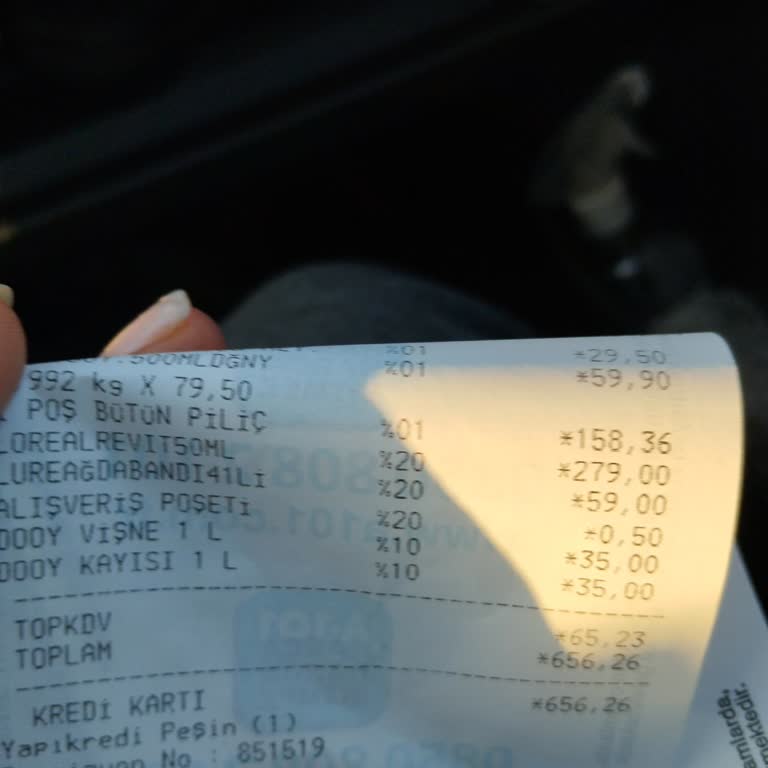 %01 *29,50
.500MLDĞNY %01 *59,90
992 kg X 79,50
POŞ BÜTÜN PİLİÇ %01 *158,36
LOREALREVIT50ML %20 *279,00
LUREAĞDABANDI41Lİ %20 *59,00
ALIŞVERİŞ POŞETİ %20 *0,50
DOOY VİŞNE 1 L %10 *35,00
DOOY KAYISI 1 L %10 *35,00
TOPKDV *65,23
TOPLAM *656,26
KREDİ KARTI *656,26
Yapıkredi Peşin (1)
No : 851519